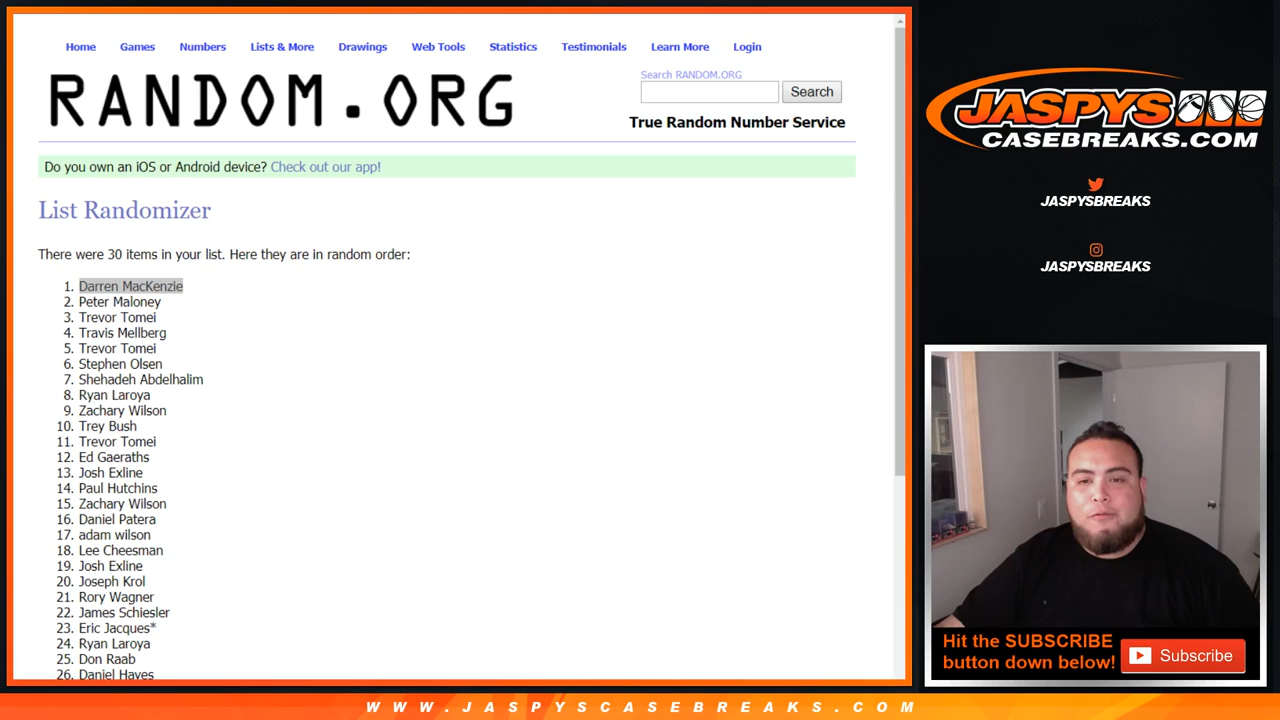 Home Games Numbers Lists & More Drawings Web Tools Statistics Testimonials Learn More Login
RANDOM.ORG
Search RANDOM.ORG
Search
True Random Number Service
Do you own an iOS or Android device? Check out our app!
List Randomizer
There were 30 items in your list. Here they are in random order:
1. Darren MacKenzie
2. Peter Maloney
3. Trevor Tomei
4. Travis Mellberg
5. Trevor Tomei
6. Stephen Olsen
7. Shehadeh Abdelhalim
8. Ryan Laroya
9. Zachary Wilson
10. Trey Bush
11. Trevor Tomei
12. Ed Gaeraths
13. Josh Exline
14. Paul Hutchins
15. Zachary Wilson
16. Daniel Patera
17. adam wilson
18. Lee Cheesman
19. Josh Exline
20. Joseph Krol
21. Rory Wagner
22. James Schiesler
23. Eric Jacques*
24. Ryan Laroya
25. Don Raab
26. Daniel Hayes
JASPYS
CASEBREAKS.COM
JASPYSBREAKS
JASPYSBREAKS
Hit the SUBSCRIBE
button down below!
Subscribe
WWW.JASPYSCASEBREAKS.COM